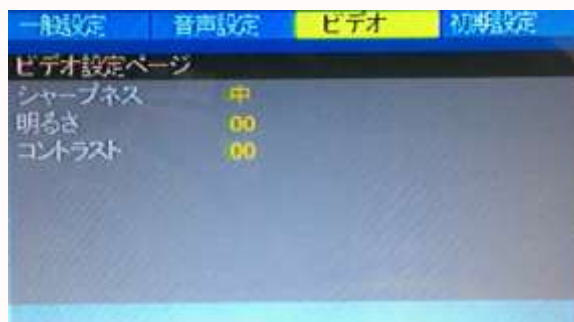 一般設定 音声設定 ビデオ 初期設定
ビデオ設定ページ
シャープネス 中
明るさ 00
コントラスト 00